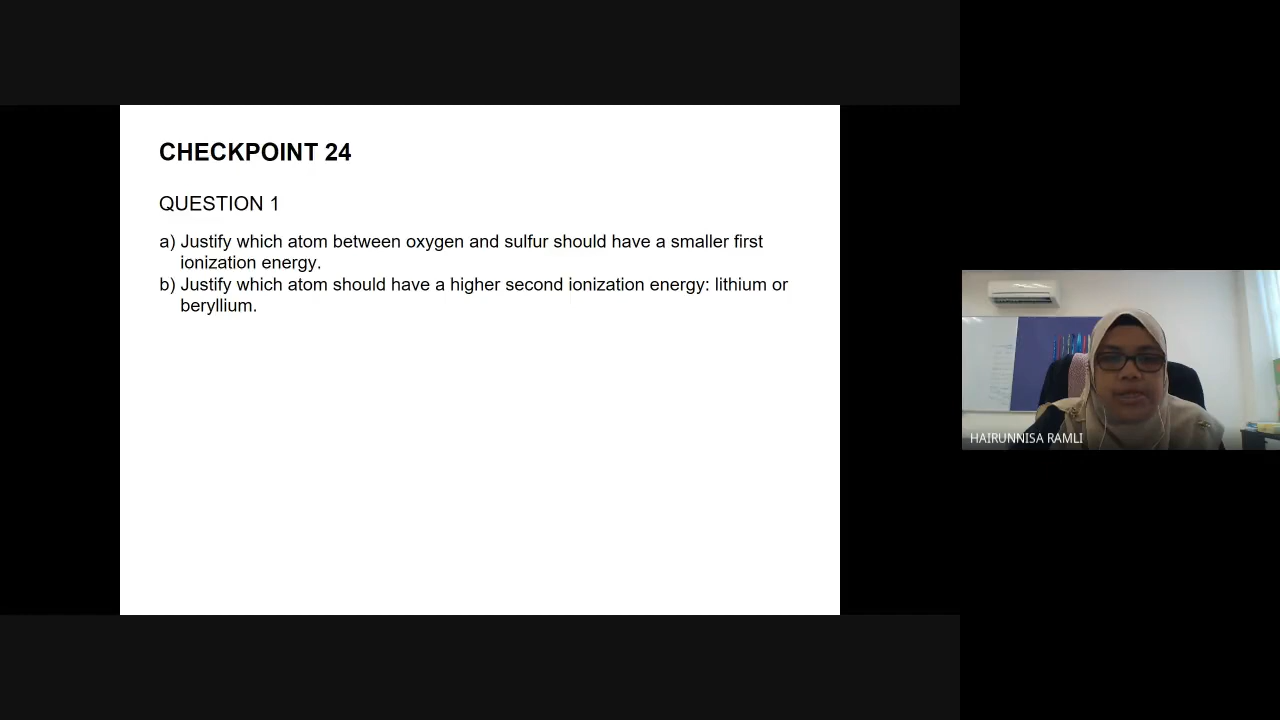 CHECKPOINT 24
QUESTION 1
a) Justify which atom between oxygen and sulfur should have a smaller first
ionization energy.
b) Justify which atom should have a higher second ionization energy: lithium or
beryllium.
HAIRUNNISA RAMLI